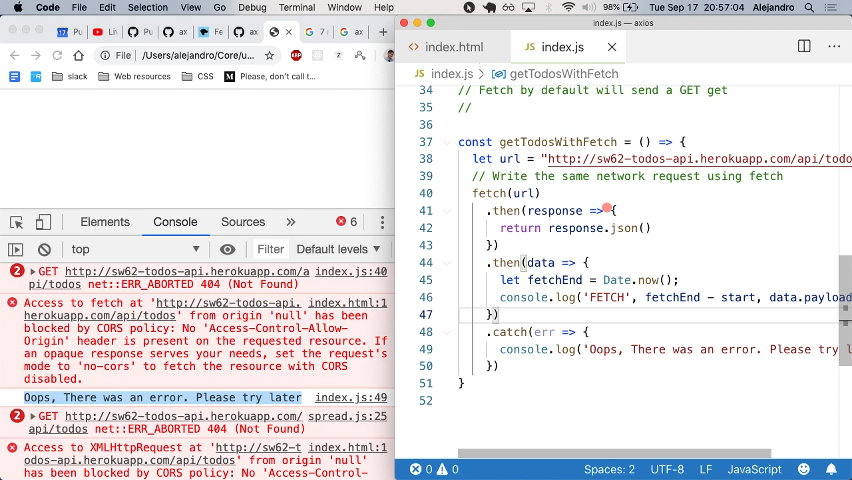 Code File Edit Selection View Go Debug Terminal Window Help 98% Tue Sep 17 20:57:04 Alejandro
Pu ax Fe ax G 7 G ax
File /Users/alejandro/Core/u...
slack Web resources CSS Please, don't call...
Elements Console Sources » 6
top Filter Default levels
2 GET http://sw62-todos-api.herokuapp.com/a index.js:40
pi/todos net::ERR_ABORTED 404 (Not Found)
Access to fetch at 'http://sw62-todos-api. index.html:1
herokuapp.com/api/todos' from origin 'null' has been
blocked by CORS policy: No 'Access-Control-Allow-
Origin' header is present on the requested resource. If
an opaque response serves your needs, set the request's
mode to 'no-cors' to fetch the resource with CORS
disabled.
Oops, There was an error. Please try later index.js:49
2 GET http://sw62-todos-api.herokuapp.com/ spread.js:25
api/todos net::ERR_ABORTED 404 (Not Found)
Access to XMLHttpRequest at 'http://sw62-t index.html:1
odos-api.herokuapp.com/api/todos' from origin 'null'
has been blocked by CORS policy: No 'Access-Control-
index.js — axios
index.html index.js
index.js > getTodosWithFetch
34 // Fetch by default will send a GET get
35 //
36
37 const getTodosWithFetch = () => {
38 let url = "http://sw62-todos-api.herokuapp.com/api/todo
39 // Write the same network request using fetch
40 fetch(url)
41 .then(response => {
42 return response.json()
43 })
44 .then(data => {
45 let fetchEnd = Date.now();
46 console.log('FETCH', fetchEnd - start, data.payload
47 })
48 .catch(err => {
49 console.log('Oops, There was an error. Please try l
50 })
51 }
52
0 0 Spaces: 2 UTF-8 LF JavaScript